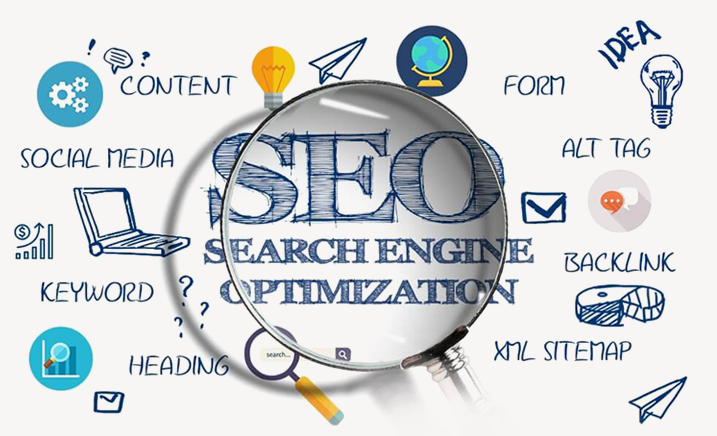 IDEA
CONTENT
FORM
SEO
ALT TAG
SOCIAL MEDIA
SEARCH ENGINE
BACKLINK
KEYWORD
OPTIMIZATION
XML SITEMAP
HEADING
search...